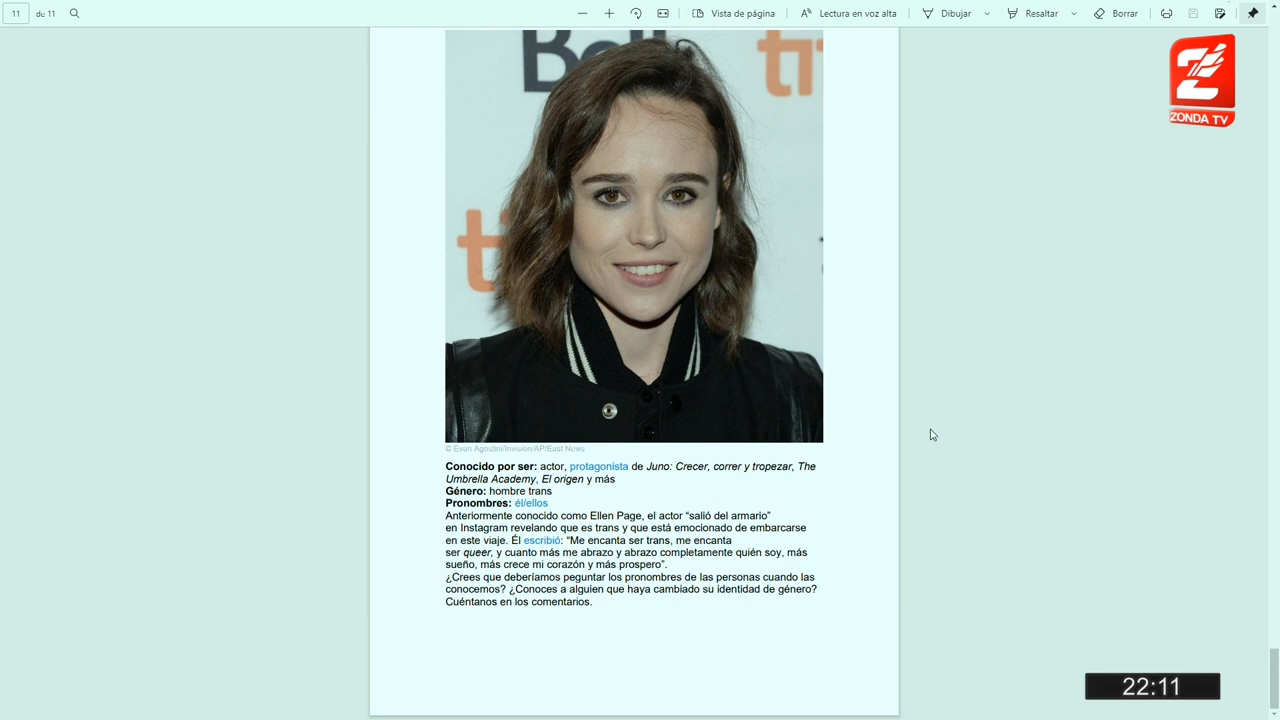 11 de 11 Vista de página Lectura en voz alta Dibujar Resaltar Borrar
ZONDA TV
© Evan Agostini/Invision/AP/East News
Conocido por ser: actor, protagonista de Juno: Crecer, correr y tropezar, The
Umbrella Academy, El origen y más
Género: hombre trans
Pronombres: él/ellos
Anteriormente conocido como Ellen Page, el actor “salió del armario”
en Instagram revelando que es trans y que está emocionado de embarcarse
en este viaje. Él escribió: “Me encanta ser trans, me encanta
ser queer, y cuanto más me abrazo y abrazo completamente quién soy, más
sueño, más crece mi corazón y más prospero”.
¿Crees que deberíamos peguntar los pronombres de las personas cuando las
conocemos? ¿Conoces a alguien que haya cambiado su identidad de género?
Cuéntanos en los comentarios.
22:11